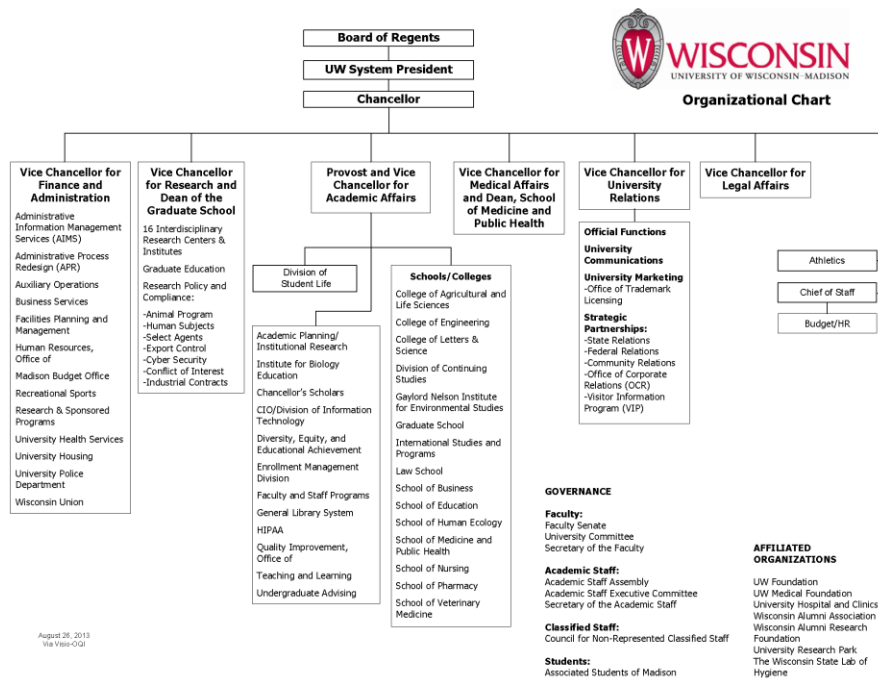 Board of Regents
UW System President
Chancellor
W
WISCONSIN
UNIVERSITY OF WISCONSIN–MADISON
Organizational Chart
Vice Chancellor for
Finance and
Administration
Administrative
Information Management
Services (AIMS)
Administrative Process
Redesign (APR)
Auxiliary Operations
Business Services
Facilities Planning and
Management
Human Resources,
Office of
Madison Budget Office
Recreational Sports
Research & Sponsored
Programs
University Health Services
University Housing
University Police
Department
Wisconsin Union
Vice Chancellor
for Research and
Dean of the
Graduate School
16 Interdisciplinary
Research Centers &
Institutes
Graduate Education
Research Policy and
Compliance:
-Animal Program
-Human Subjects
-Select Agents
-Export Control
-Cyber Security
-Conflict of Interest
-Industrial Contracts
Provost and Vice
Chancellor for
Academic Affairs
Division of
Student Life
Academic Planning/
Institutional Research
Institute for Biology
Education
Chancellor's Scholars
CIO/Division of Information
Technology
Diversity, Equity, and
Educational Achievement
Enrollment Management
Division
Faculty and Staff Programs
General Library System
HIPAA
Quality Improvement,
Office of
Teaching and Learning
Undergraduate Advising
Schools/Colleges
College of Agricultural and
Life Sciences
College of Engineering
College of Letters &
Science
Division of Continuing
Studies
Gaylord Nelson Institute
for Environmental Studies
Graduate School
International Studies and
Programs
Law School
School of Business
School of Education
School of Human Ecology
School of Medicine and
Public Health
School of Nursing
School of Pharmacy
School of Veterinary
Medicine
Vice Chancellor for
Medical Affairs
and Dean, School
of Medicine and
Public Health
Vice Chancellor for
University
Relations
Official Functions
University
Communications
University Marketing
-Office of Trademark
Licensing
Strategic
Partnerships:
-State Relations
-Federal Relations
-Community Relations
-Office of Corporate
Relations (OCR)
-Visitor Information
Program (VIP)
Vice Chancellor for
Legal Affairs
Athletics
Chief of Staff
Budget/HR
GOVERNANCE
Faculty:
Faculty Senate
University Committee
Secretary of the Faculty
Academic Staff:
Academic Staff Assembly
Academic Staff Executive Committee
Secretary of the Academic Staff
Classified Staff:
Council for Non-Represented Classified Staff
Students:
Associated Students of Madison
AFFILIATED
ORGANIZATIONS
UW Foundation
UW Medical Foundation
University Hospital and Clinics
Wisconsin Alumni Association
Wisconsin Alumni Research
Foundation
University Research Park
The Wisconsin State Lab of
Hygiene
August 26, 2013
Via Visio-OQI